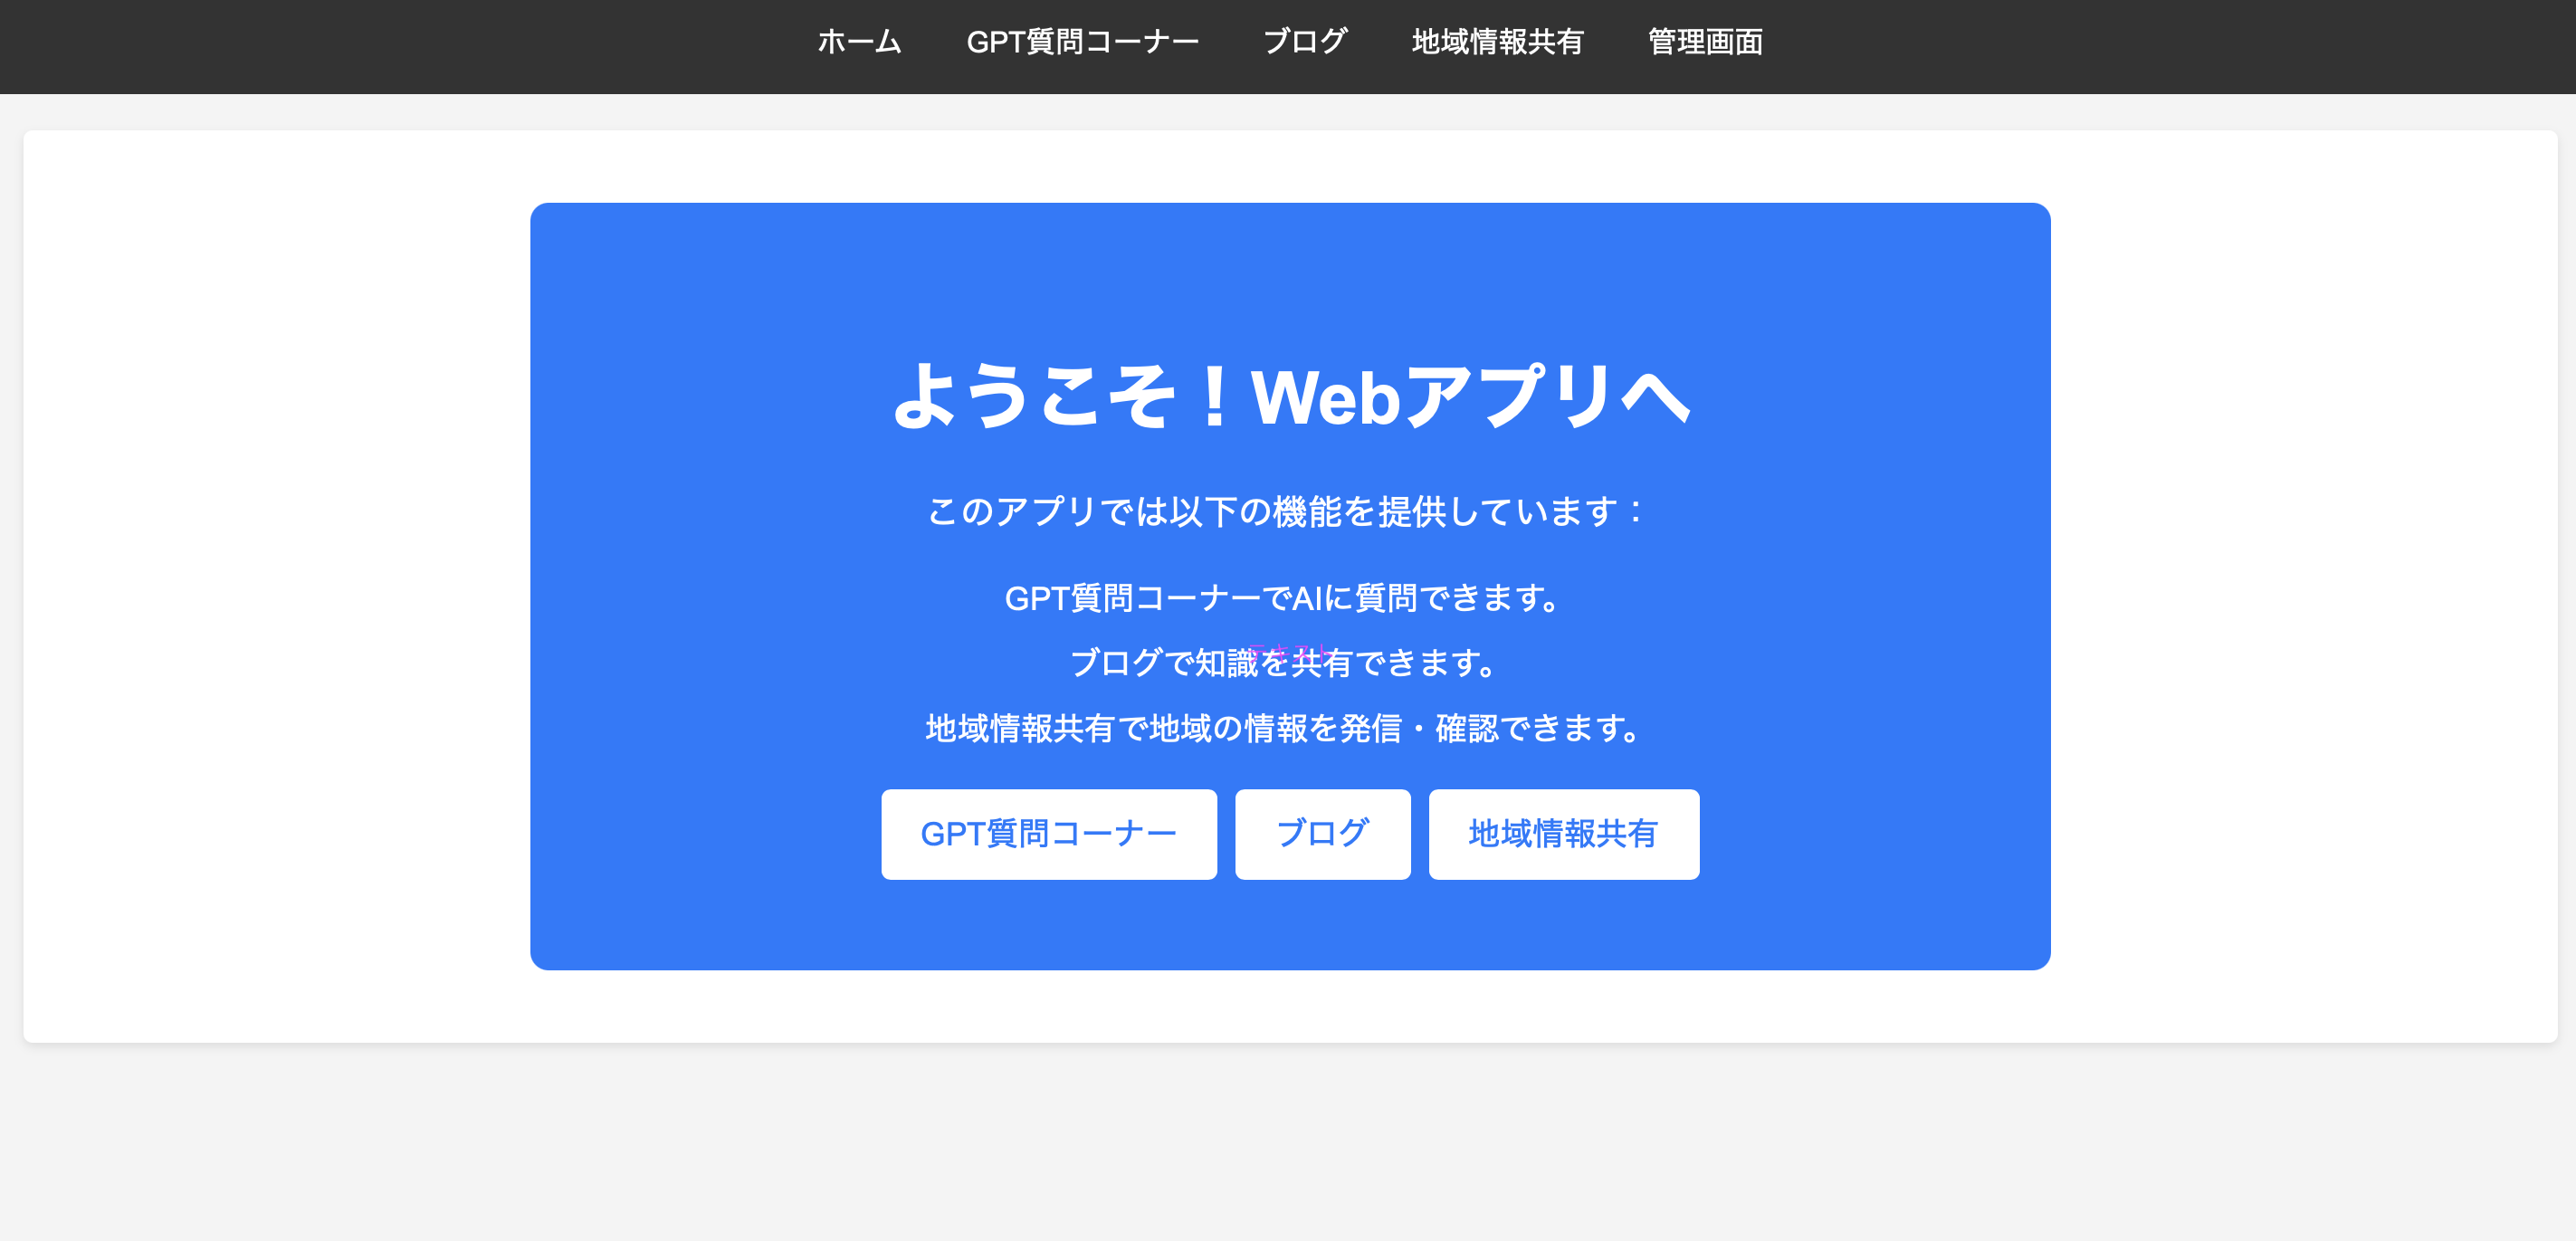 ホーム GPT質問コーナー ブログ 地域情報共有 管理画面
ようこそ！Webアプリへ
このアプリでは以下の機能を提供しています：
GPT質問コーナーでAIに質問できます。
ブログで知識を共有できます。
テキスト
地域情報共有で地域の情報を発信・確認できます。
GPT質問コーナー ブログ 地域情報共有